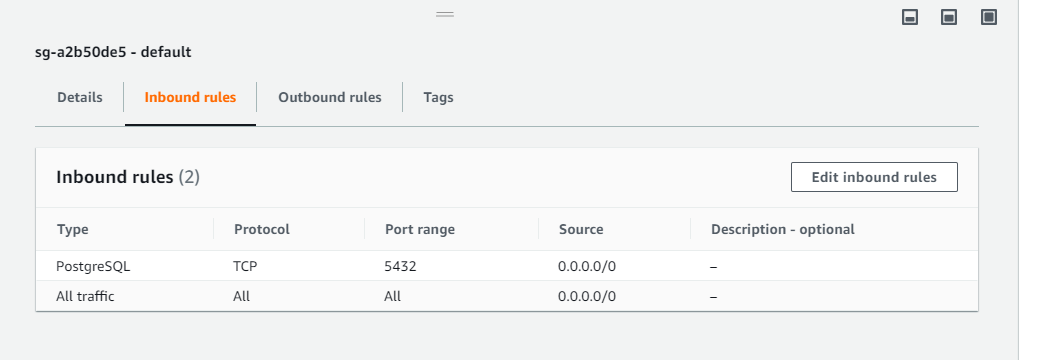 sg-a2b50de5 - default
Details Inbound rules Outbound rules Tags
Inbound rules (2) Edit inbound rules
Type Protocol Port range Source Description - optional
PostgreSQL TCP 5432 0.0.0.0/0 –
All traffic All All 0.0.0.0/0 –